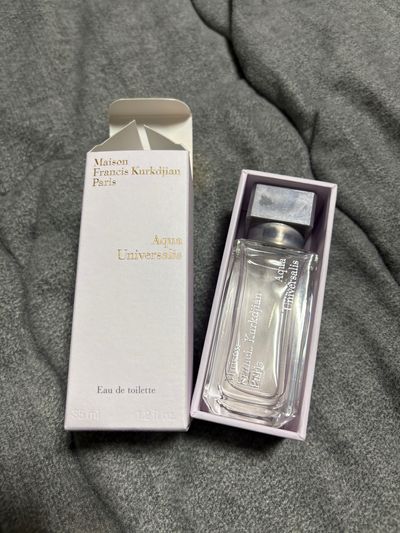 Maison
Francis Kurkdjian
Paris
Aqua
Universalis
Eau de toilette
35 ml 1.2 fl.oz.
Maison
Francis Kurkdjian
Paris
Aqua
Universalis